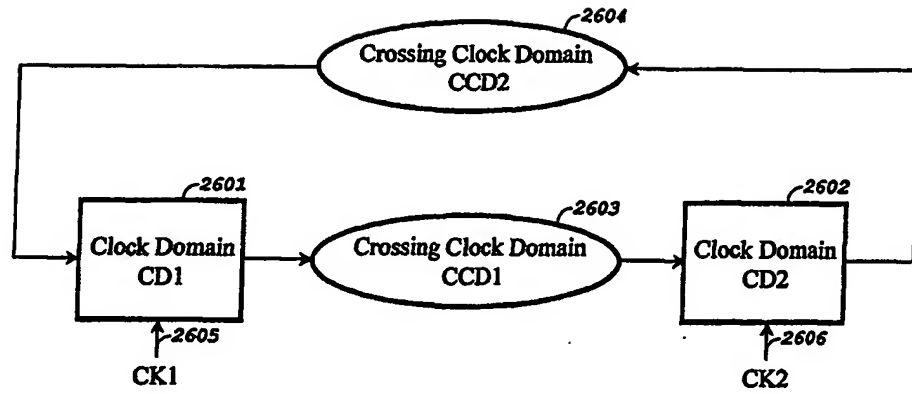 2604
Crossing Clock Domain
CCD2
2601
Clock Domain
CD1
2603
Crossing Clock Domain
CCD1
2602
Clock Domain
CD2
2605
CK1
2606
CK2